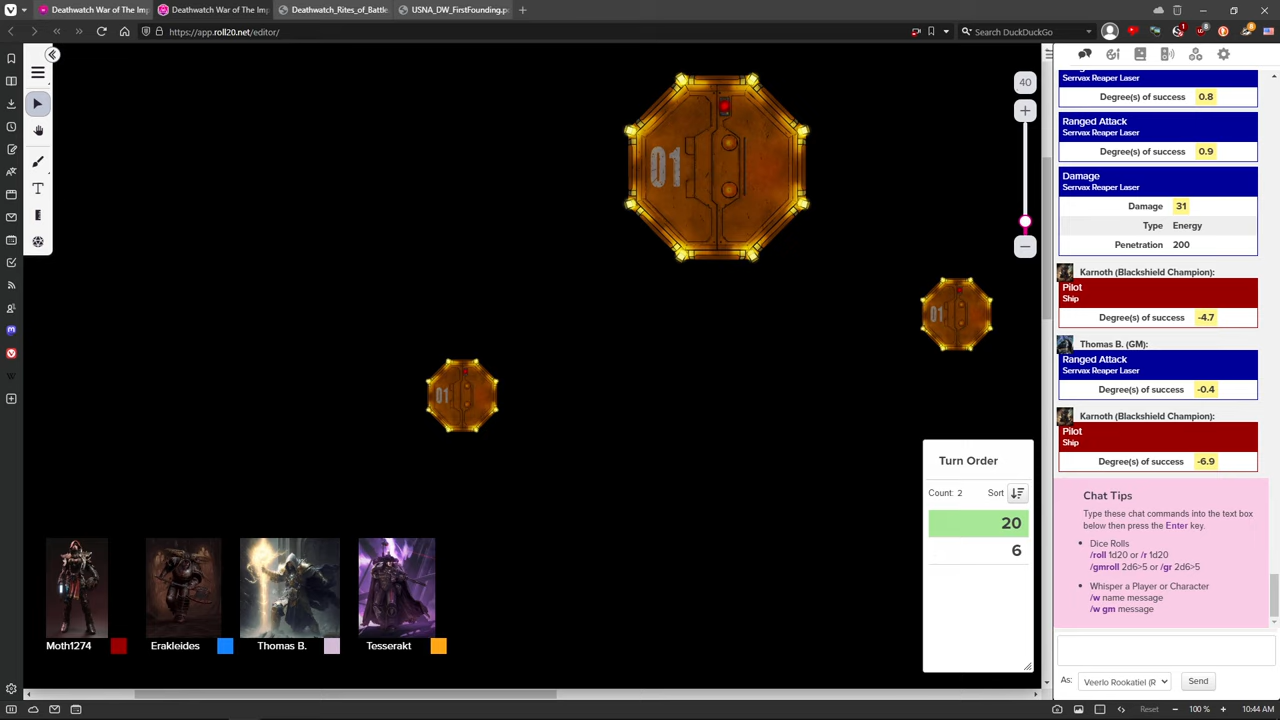 Deathwatch War of The Imp
Deathwatch War of The Imp
Deathwatch_Rites_of_Battle
USNA_DW_FirstFounding.p
https://app.roll20.net/editor/
Search DuckDuckGo
40
01
01
01
Turn Order
Count: 2
Sort
20
6
Moth1274
Erakleides
Thomas B.
Tesserakt
Serrvax Reaper Laser
Degree(s) of success 0.8
Ranged Attack
Serrvax Reaper Laser
Degree(s) of success 0.9
Damage
Serrvax Reaper Laser
Damage 31
Type Energy
Penetration 200
Karnoth (Blackshield Champion):
Pilot
Ship
Degree(s) of success -4.7
Thomas B. (GM):
Ranged Attack
Serrvax Reaper Laser
Degree(s) of success -0.4
Karnoth (Blackshield Champion):
Pilot
Ship
Degree(s) of success -6.9
Chat Tips
Type these chat commands into the text box
below then press the Enter key.
Dice Rolls
/roll 1d20 or /r 1d20
/gmroll 2d6>5 or /gr 2d6>5
Whisper a Player or Character
/w name message
/w gm message
As:
Veerlo Rookatiel (R
Send
Reset
100 %
10:44 AM